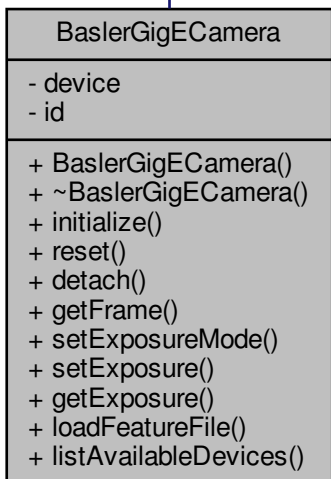 BaslerGigECamera
- device
- id
+ BaslerGigECamera()
+ ~BaslerGigECamera()
+ initialize()
+ reset()
+ detach()
+ getFrame()
+ setExposureMode()
+ setExposure()
+ getExposure()
+ loadFeatureFile()
+ listAvailableDevices()